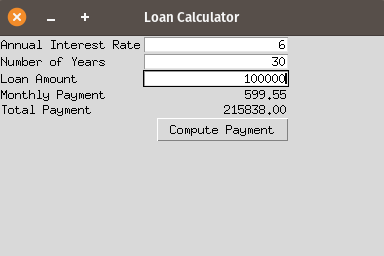 Loan Calculator
Annual Interest Rate 6
Number of Years 30
Loan Amount 100000
Monthly Payment 599.55
Total Payment 215838.00
Compute Payment